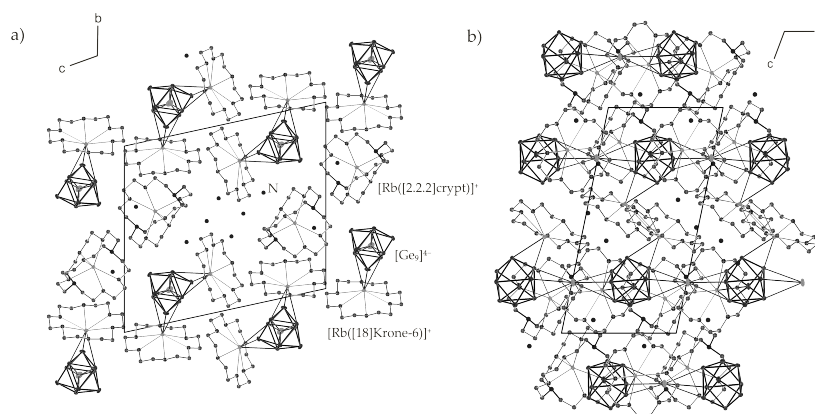 a)
b
c
b)
c
N
[Rb([2.2.2]crypt)]⁺
[Ge₉]⁴⁻
[Rb([18]Krone-6)]⁺